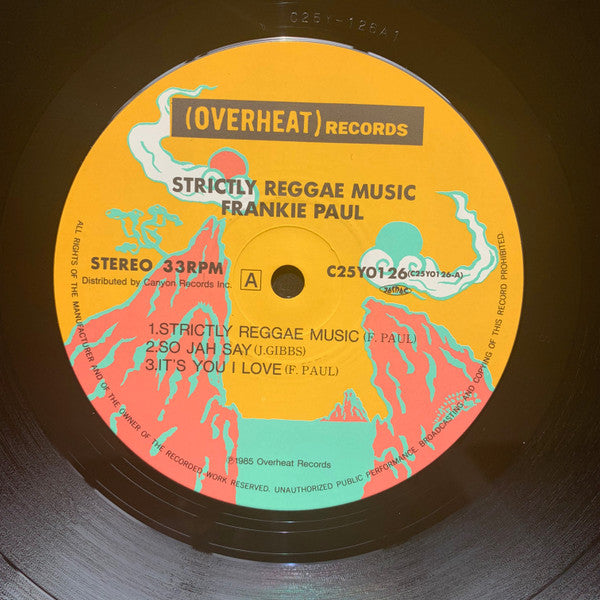 C25Y-126A1
(OVERHEAT) RECORDS
STRICTLY REGGAE MUSIC
FRANKIE PAUL
STEREO 33RPM
A
C25Y0126(C25Y0126-A)
Distributed by Canyon Records Inc.
1.STRICTLY REGGAE MUSIC (F. PAUL)
2.SO JAH SAY (J.GIBBS)
3.IT'S YOU I LOVE (F. PAUL)
℗1985 Overheat Records
ALL RIGHTS OF THE MANUFACTURER AND OF THE OWNER OF THE RECORDED WORK RESERVED. UNAUTHORIZED PUBLIC PERFORMANCE, BROADCASTING AND COPYING OF THIS RECORD PROHIBITED.